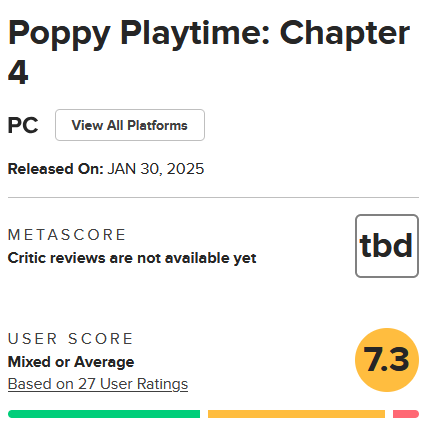 Poppy Playtime: Chapter
4
PC
View All Platforms
Released On: JAN 30, 2025
METASCORE
Critic reviews are not available yet
tbd
USER SCORE
Mixed or Average
Based on 27 User Ratings
7.3